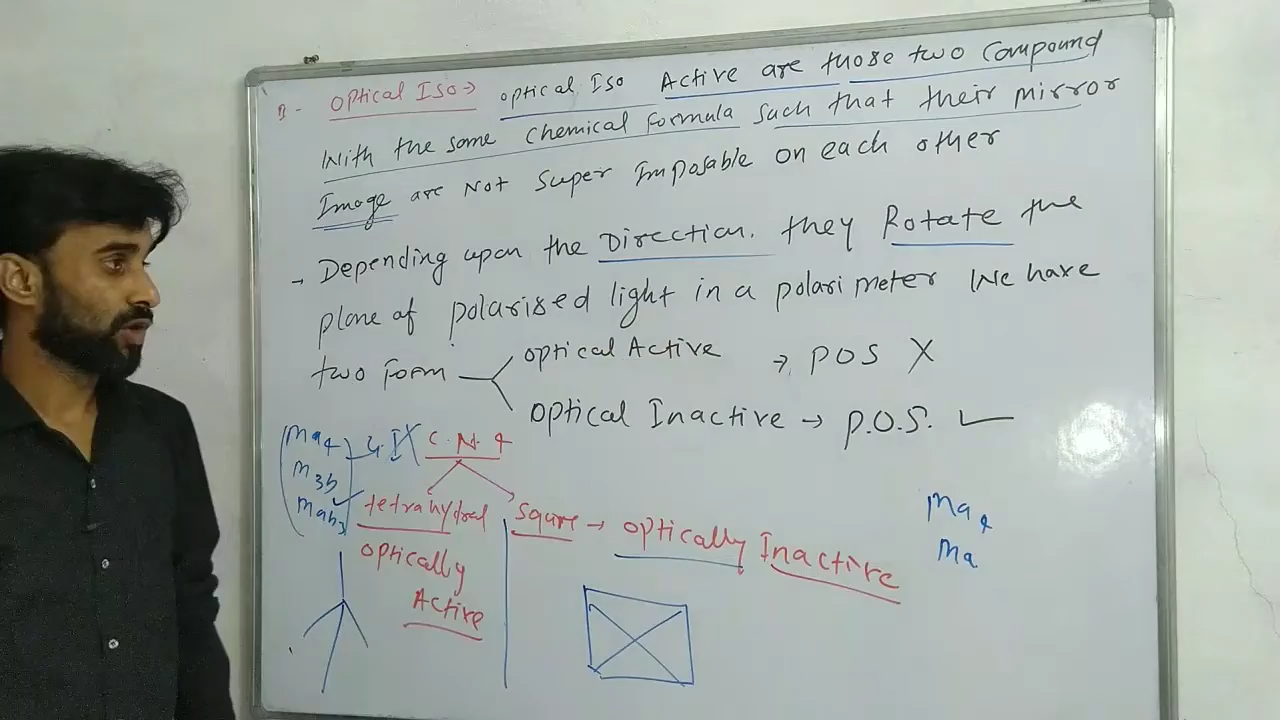 B- Optical Iso → optical Iso Active are those two Compound
With the same Chemical formula Such that their mirror
Image are Not Super Imposable on each other
→ Depending upon the Direction. they Rotate the
plane of polarised light in a polarimeter We have
two form
optical Active → POS X
Optical Inactive → P.O.S. ✓
Ma4
M3b
Mab3
G.I X
C.N.4
tetrahydral
Optically
Active
Squre → optically Inactive
Ma4
Ma